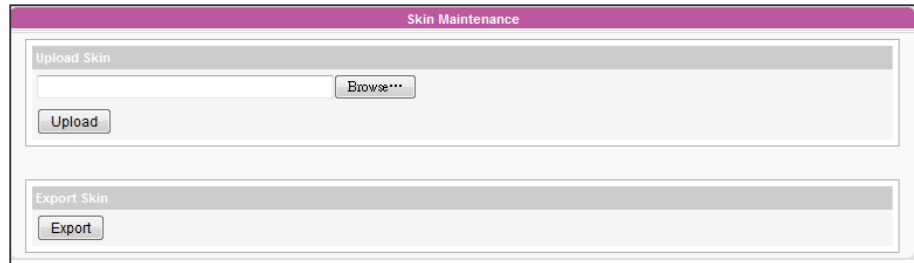 Skin Maintenance
Upload Skin
Browse···
Upload
Export Skin
Export